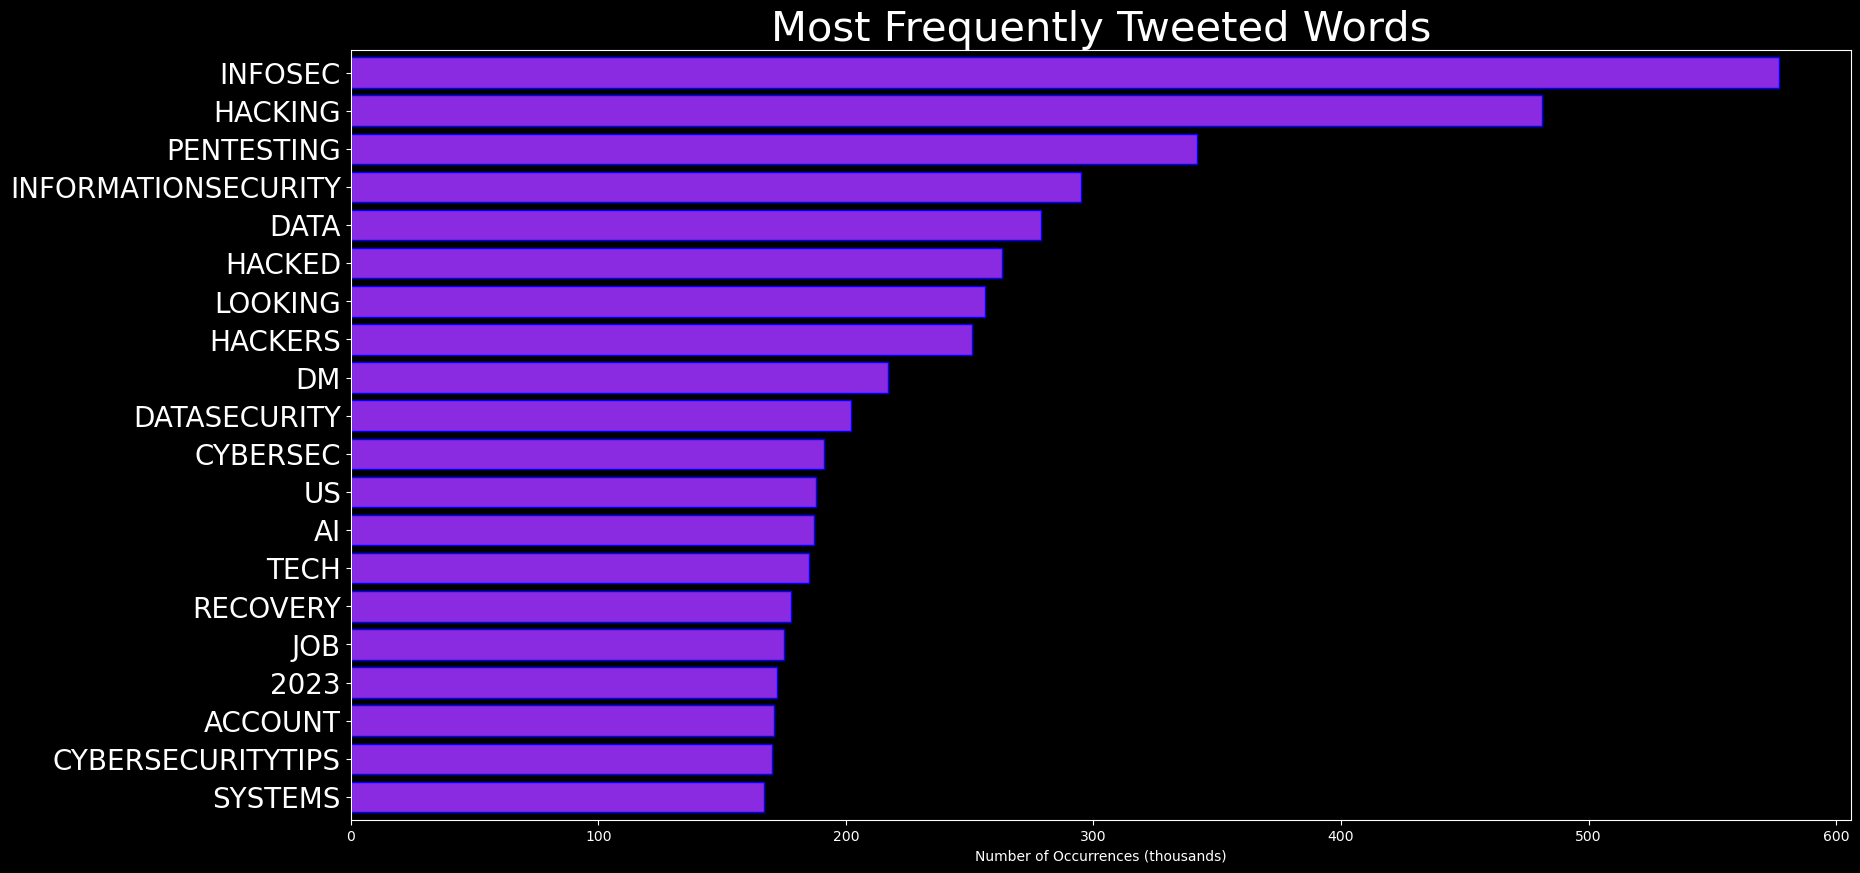 Most Frequently Tweeted Words
INFOSEC
HACKING
PENTESTING
INFORMATIONSECURITY
DATA
HACKED
LOOKING
HACKERS
DM
DATASECURITY
CYBERSEC
US
AI
TECH
RECOVERY
JOB
2023
ACCOUNT
CYBERSECURITYTIPS
SYSTEMS
0 100 200 300 400 500 600
Number of Occurrences (thousands)